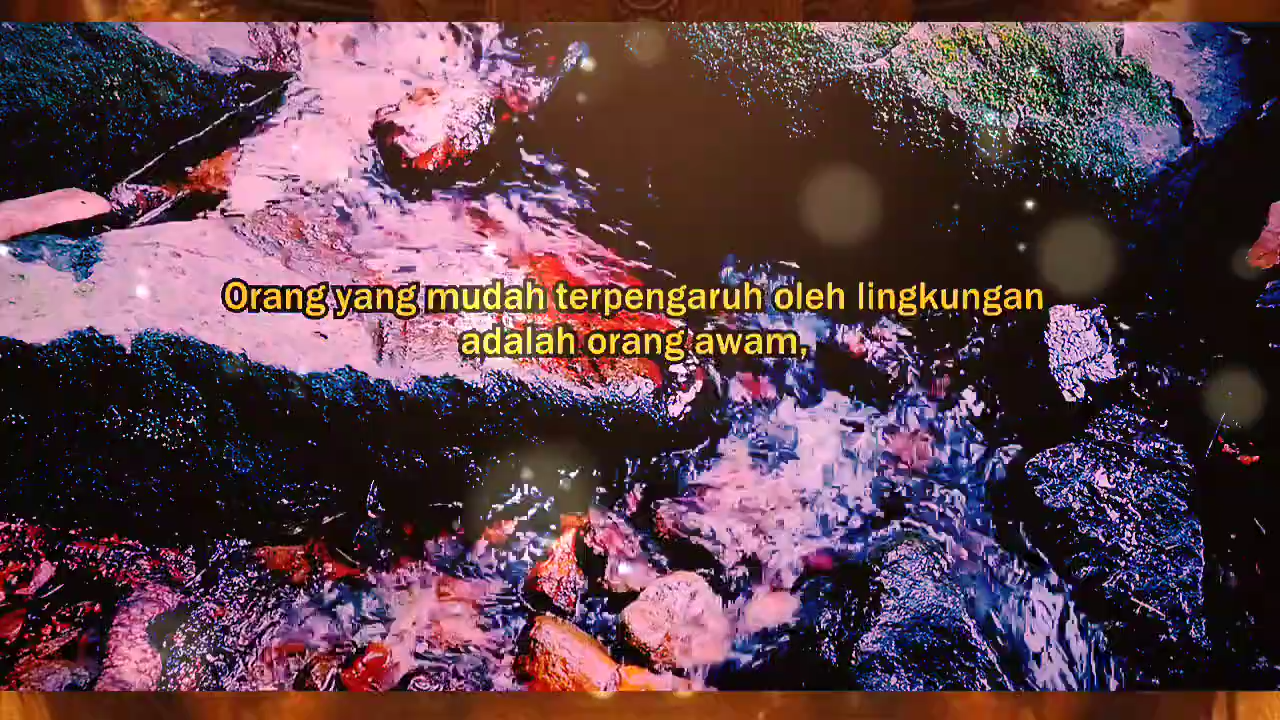 Orang yang mudah terpengaruh oleh lingkungan
adalah orang awam,